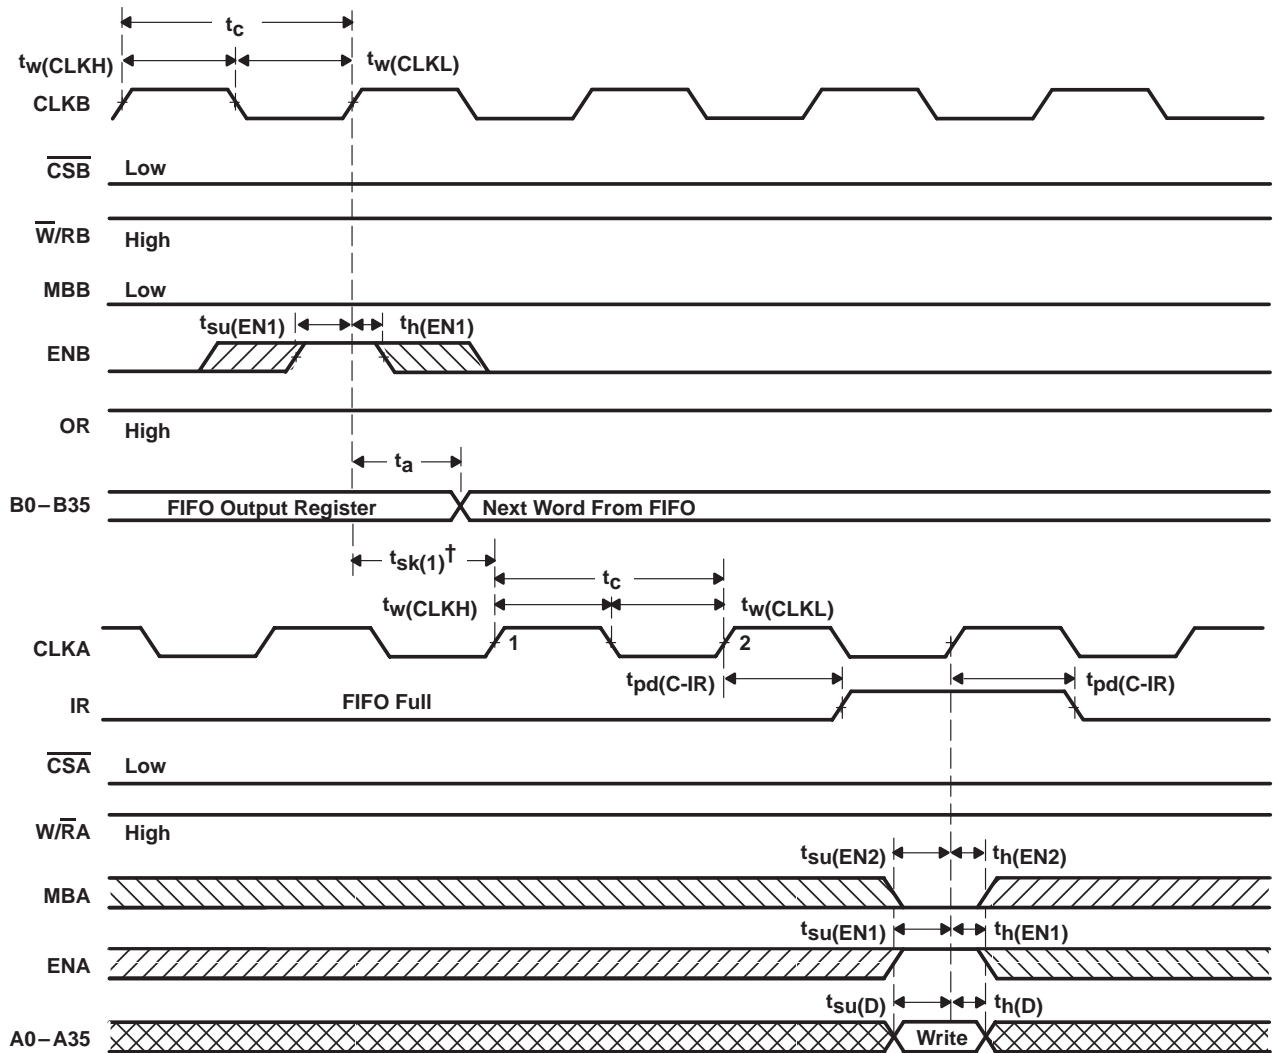 tc
tw(CLKH)
tw(CLKL)
CLKB
CSB
Low
W/RB
High
MBB
Low
tsu(EN1)
th(EN1)
ENB
OR
High
ta
B0–B35
FIFO Output Register
Next Word From FIFO
tsk(1)†
tc
tw(CLKH)
tw(CLKL)
CLKA
1
2
tpd(C-IR)
tpd(C-IR)
IR
FIFO Full
CSA
Low
W/RA
High
tsu(EN2)
th(EN2)
MBA
tsu(EN1)
th(EN1)
ENA
tsu(D)
th(D)
A0–A35
Write